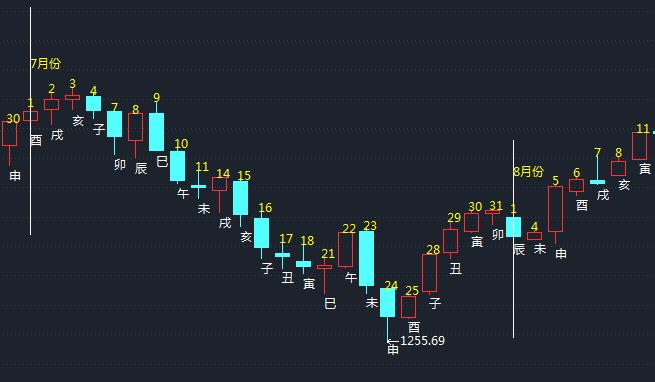 7月份
30
1
2
3
4
7
8
9
10
11
14
15
16
17
18
21
22
23
24
25
28
29
30
31
8月份
1
4
5
6
7
8
11
申
酉
戌
亥
子
卯
辰
巳
午
未
戌
亥
子
丑
寅
巳
午
未
申
酉
子
丑
寅
卯
辰
未
申
酉
戌
亥
寅
←1255.69